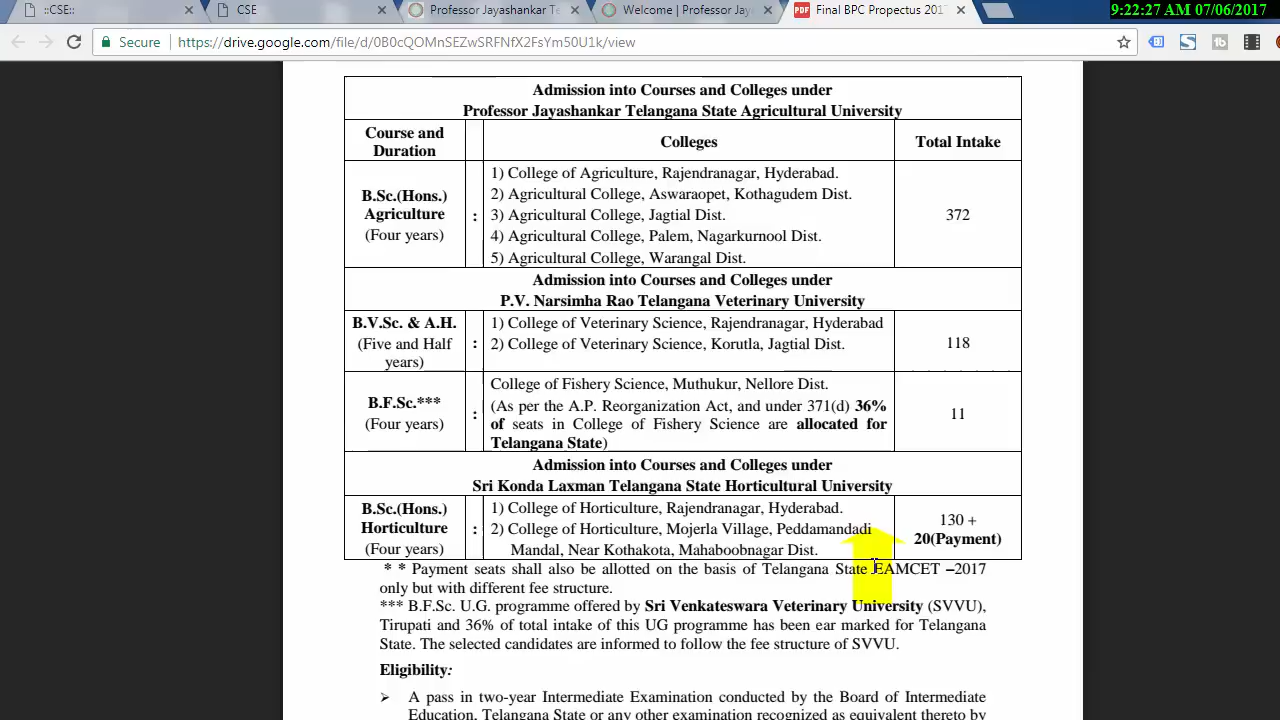 ::CSE::
CSE
Professor Jayashankar Te
Welcome | Professor Jay
Final BPC Propectus 201
9:22:27 AM 07/06/2017
Secure
https://drive.google.com/file/d/0B0cQOMnSEZwSRFNfX2FsYm50U1k/view
Admission into Courses and Colleges under
Professor Jayashankar Telangana State Agricultural University
Course and Duration : Colleges Total Intake
B.Sc.(Hons.) Agriculture (Four years) :
1) College of Agriculture, Rajendranagar, Hyderabad.
2) Agricultural College, Aswaraopet, Kothagudem Dist.
3) Agricultural College, Jagtial Dist.
4) Agricultural College, Palem, Nagarkurnool Dist.
5) Agricultural College, Warangal Dist.
372
Admission into Courses and Colleges under
P.V. Narsimha Rao Telangana Veterinary University
B.V.Sc. & A.H. (Five and Half years) :
1) College of Veterinary Science, Rajendranagar, Hyderabad
2) College of Veterinary Science, Korutla, Jagtial Dist.
118
B.F.Sc.*** (Four years) :
College of Fishery Science, Muthukur, Nellore Dist.
(As per the A.P. Reorganization Act, and under 371(d) 36%
of seats in College of Fishery Science are allocated for
Telangana State)
11
Admission into Courses and Colleges under
Sri Konda Laxman Telangana State Horticultural University
B.Sc.(Hons.) Horticulture (Four years) :
1) College of Horticulture, Rajendranagar, Hyderabad.
2) College of Horticulture, Mojerla Village, Peddamandadi
Mandal, Near Kothakota, Mahaboobnagar Dist.
130 +
20(Payment)
* * Payment seats shall also be allotted on the basis of Telangana State EAMCET –2017
only but with different fee structure.
*** B.F.Sc. U.G. programme offered by Sri Venkateswara Veterinary University (SVVU),
Tirupati and 36% of total intake of this UG programme has been ear marked for Telangana
State. The selected candidates are informed to follow the fee structure of SVVU.
Eligibility:
➢ A pass in two-year Intermediate Examination conducted by the Board of Intermediate
Education, Telangana State or any other examination recognized as equivalent thereto by